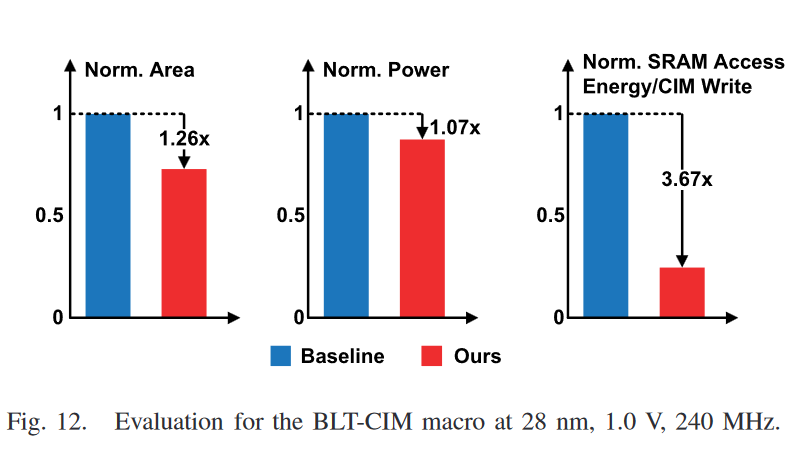 Norm. Area
1
1.26x
0.5
0
Norm. Power
1
1.07x
0.5
0
Norm. SRAM Access
Energy/CIM Write
1
3.67x
0.5
0
Baseline
Ours
Fig. 12. Evaluation for the BLT-CIM macro at 28 nm, 1.0 V, 240 MHz.